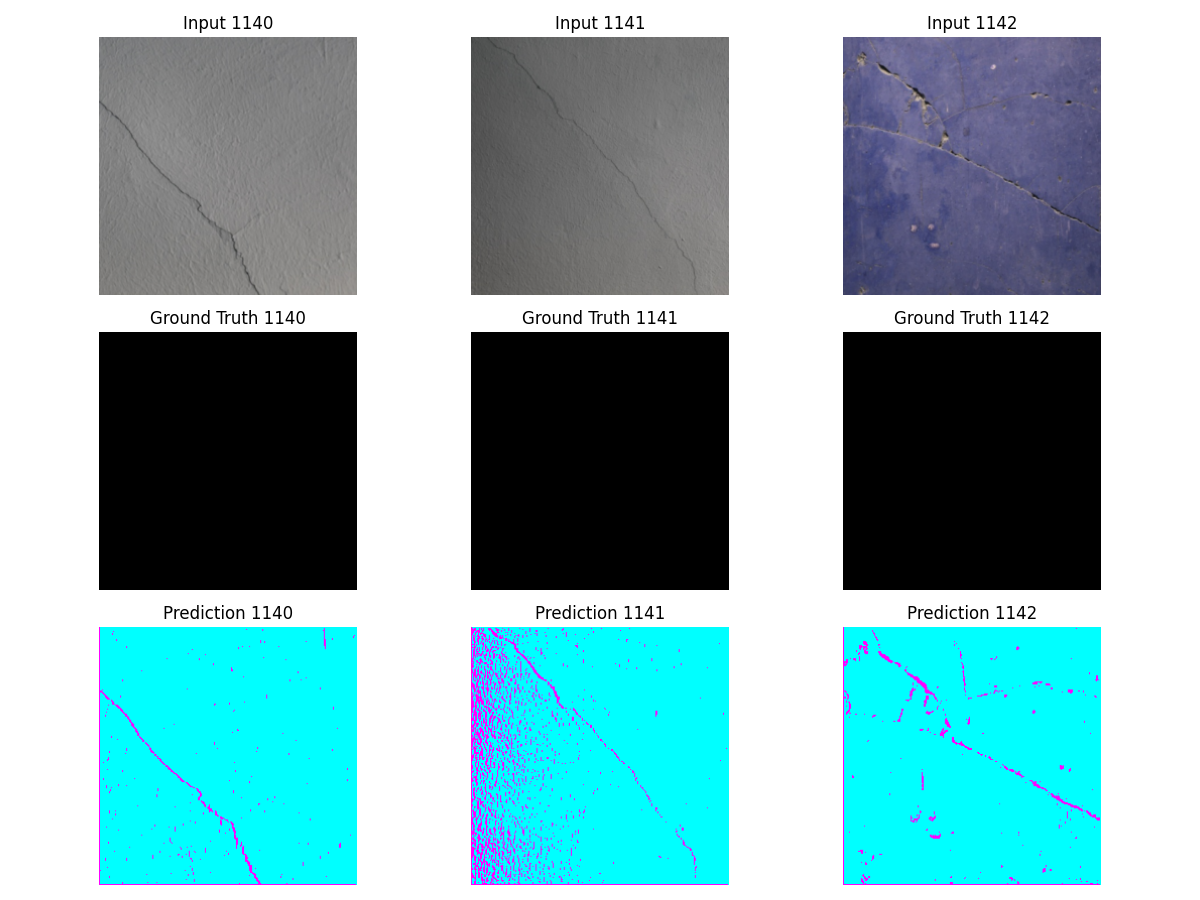 Input 1140
Input 1141
Input 1142
Ground Truth 1140
Ground Truth 1141
Ground Truth 1142
Prediction 1140
Prediction 1141
Prediction 1142